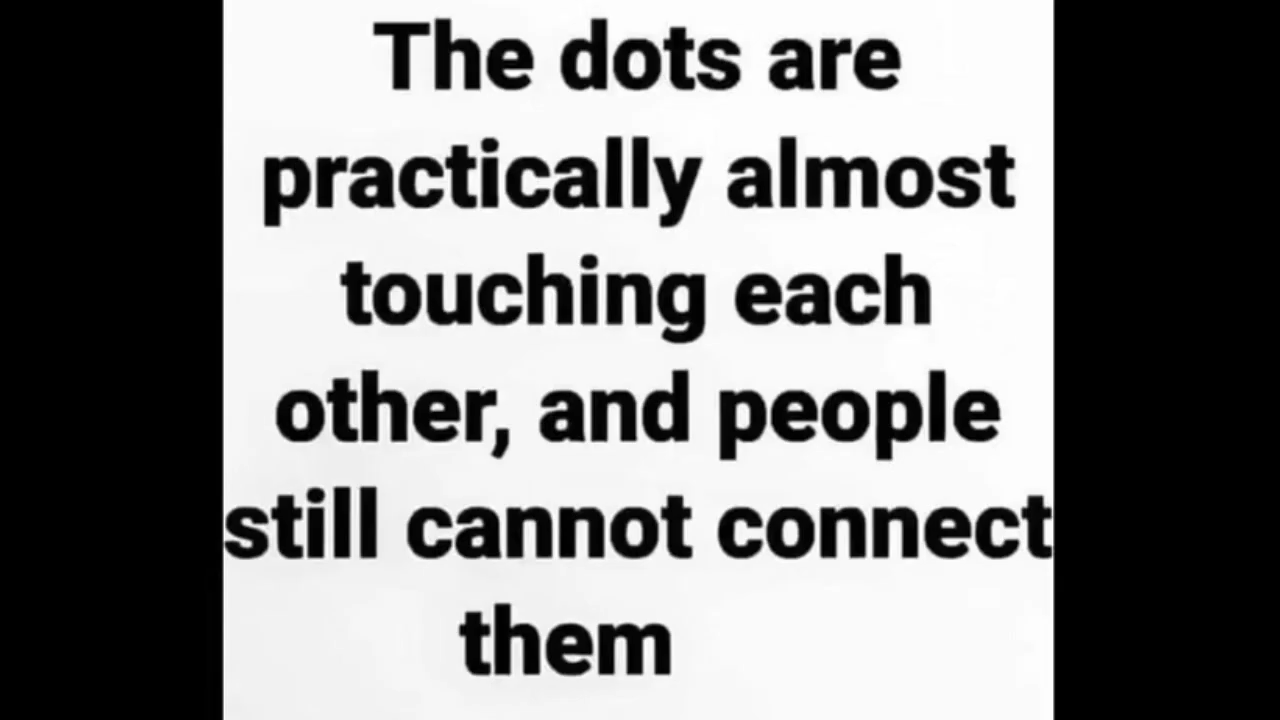 The dots are
practically almost
touching each
other, and people
still cannot connect
them